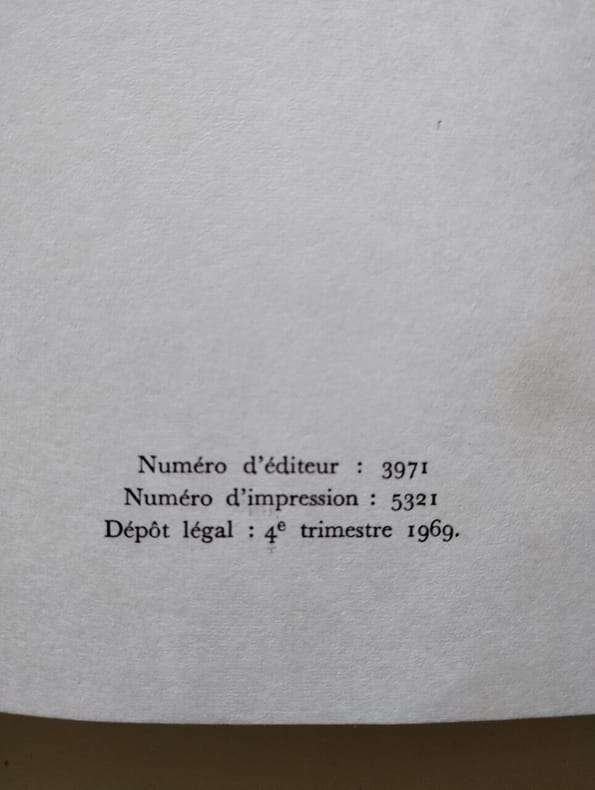 Numéro d'éditeur : 3971
Numéro d'impression : 5321
Dépôt légal : 4e trimestre 1969.